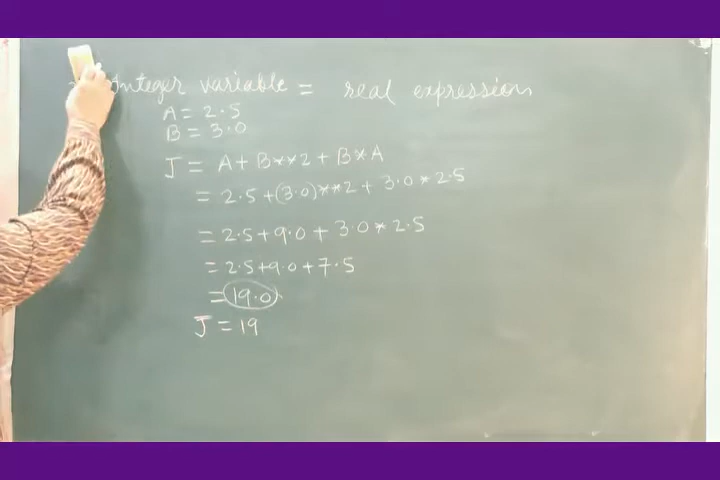 Integer variable = real expression
A = 2.5
B = 3.0
J = A + B**2 + B*A
= 2.5 + (3.0)**2 + 3.0 * 2.5
= 2.5 + 9.0 + 3.0 * 2.5
= 2.5 + 9.0 + 7.5
= 19.0
J = 19